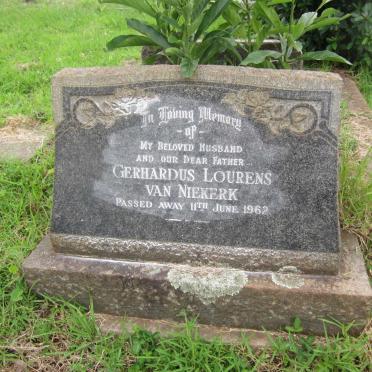 In Loving Memory
- OF -
MY BELOVED HUSBAND
AND OUR DEAR FATHER
GERHARDUS LOURENS
VAN NIEKERK
PASSED AWAY 11TH JUNE 1962